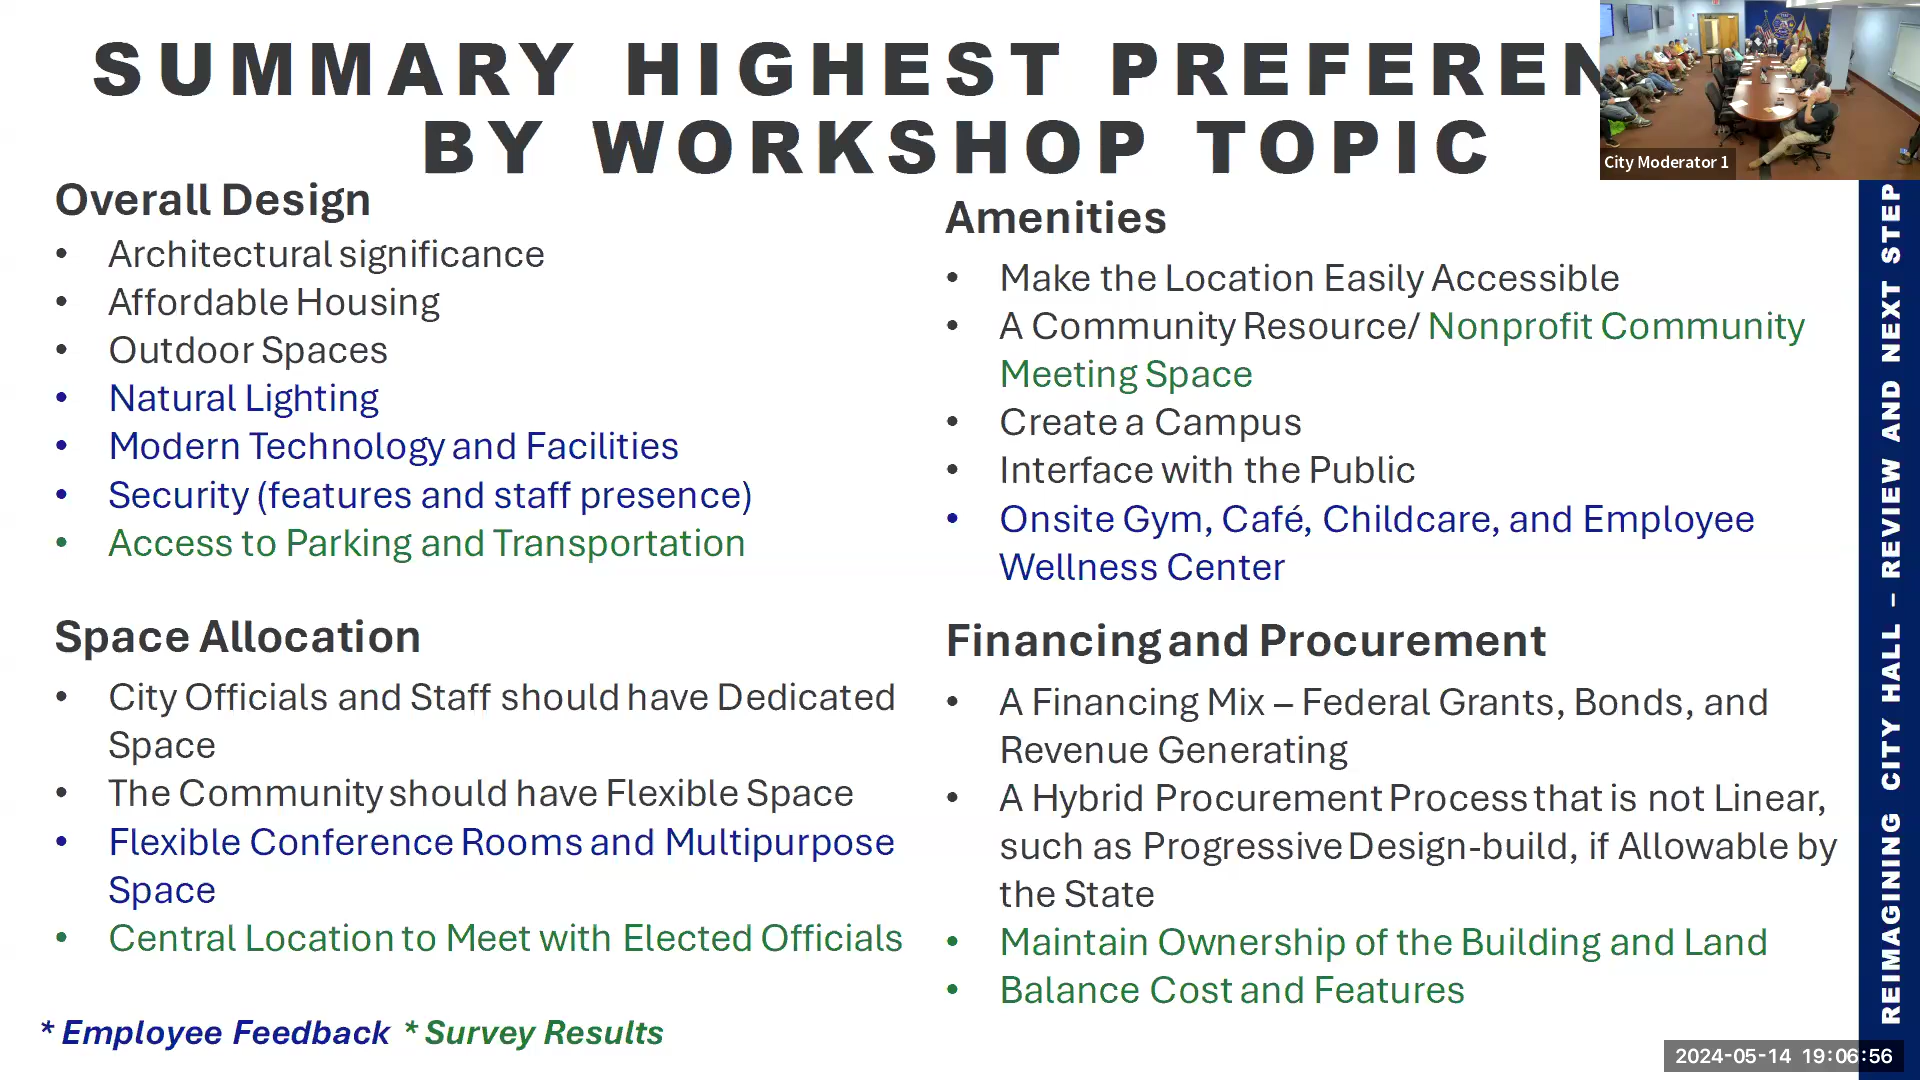 SUMMARY HIGHEST PREFEREN
BY WORKSHOP TOPIC
City Moderator 1
Overall Design
• Architectural significance
• Affordable Housing
• Outdoor Spaces
• Natural Lighting
• Modern Technology and Facilities
• Security (features and staff presence)
• Access to Parking and Transportation
Space Allocation
• City Officials and Staff should have Dedicated
Space
• The Community should have Flexible Space
• Flexible Conference Rooms and Multipurpose
Space
• Central Location to Meet with Elected Officials
* Employee Feedback * Survey Results
Amenities
• Make the Location Easily Accessible
• A Community Resource/ Nonprofit Community
Meeting Space
• Create a Campus
• Interface with the Public
• Onsite Gym, Café, Childcare, and Employee
Wellness Center
Financing and Procurement
• A Financing Mix – Federal Grants, Bonds, and
Revenue Generating
• A Hybrid Procurement Process that is not Linear,
such as Progressive Design-build, if Allowable by
the State
• Maintain Ownership of the Building and Land
• Balance Cost and Features
REIMAGINING CITY HALL – REVIEW AND NEXT STEP
2024-05-14 19:06:56